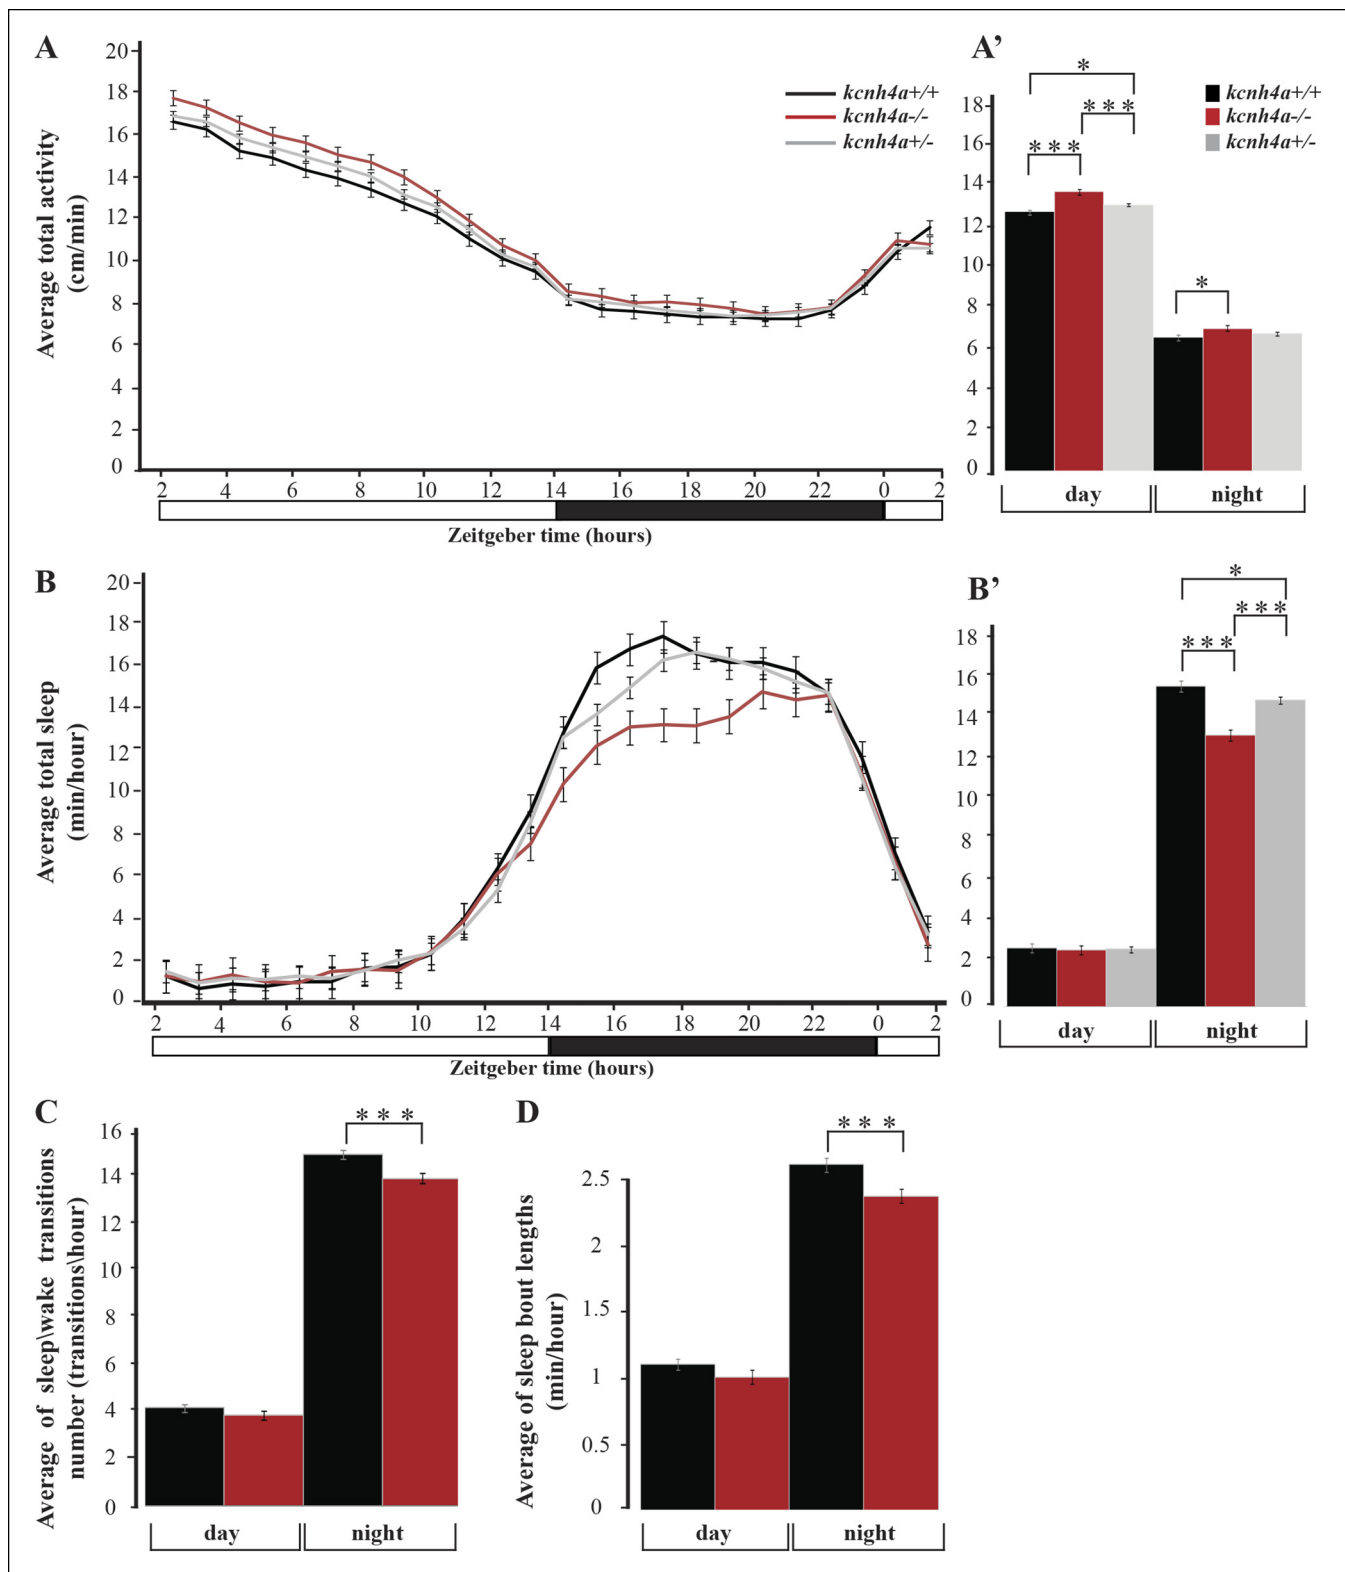 A
Average total activity
(cm/min)
20
18
16
14
12
10
8
6
4
2
0
kcnh4a+/+
kcnh4a-/-
kcnh4a+/-
2 4 6 8 10 12 14 16 18 20 22 0 2
Zeitgeber time (hours)
A’
18
16
14
12
10
8
6
4
2
0
*
***
***
*
kcnh4a+/+
kcnh4a-/-
kcnh4a+/-
day night
B
Average total sleep
(min/hour)
20
18
16
14
12
10
8
6
4
2
0
2 4 6 8 10 12 14 16 18 20 22 0 2
Zeitgeber time (hours)
B’
18
16
14
12
10
8
6
4
2
0
*
***
***
day night
C
Average of sleep\wake transitions
number (transitions\hour)
16
14
12
10
8
6
4
2
0
***
day night
D
Average of sleep bout lengths
(min/hour)
2.5
2
1.5
1
0.5
0
***
day night